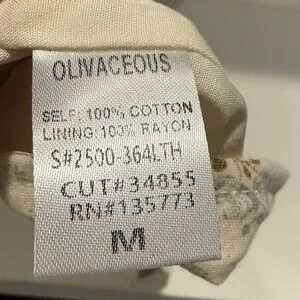 OLIVACEOUS
SELF: 100% COTTON
LINING: 100% RAYON
S#2500-364LTH
CUT#34855
RN#135773
M